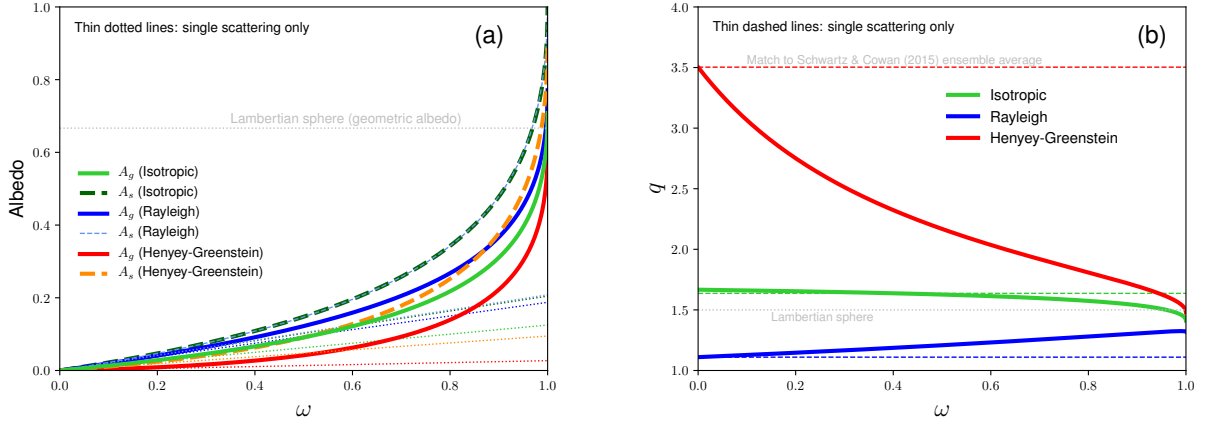 Thin dotted lines: single scattering only
(a)
Lambertian sphere (geometric albedo)
A_g (Isotropic)
A_s (Isotropic)
A_g (Rayleigh)
A_s (Rayleigh)
A_g (Henyey-Greenstein)
A_s (Henyey-Greenstein)
Albedo
1.0
0.8
0.6
0.4
0.2
0.0
0.0 0.2 0.4 0.6 0.8 1.0
ω
Thin dashed lines: single scattering only
(b)
Match to Schwartz & Cowan (2015) ensemble average
Isotropic
Rayleigh
Henyey-Greenstein
Lambertian sphere
q
4.0
3.5
3.0
2.5
2.0
1.5
1.0
0.0 0.2 0.4 0.6 0.8 1.0
ω